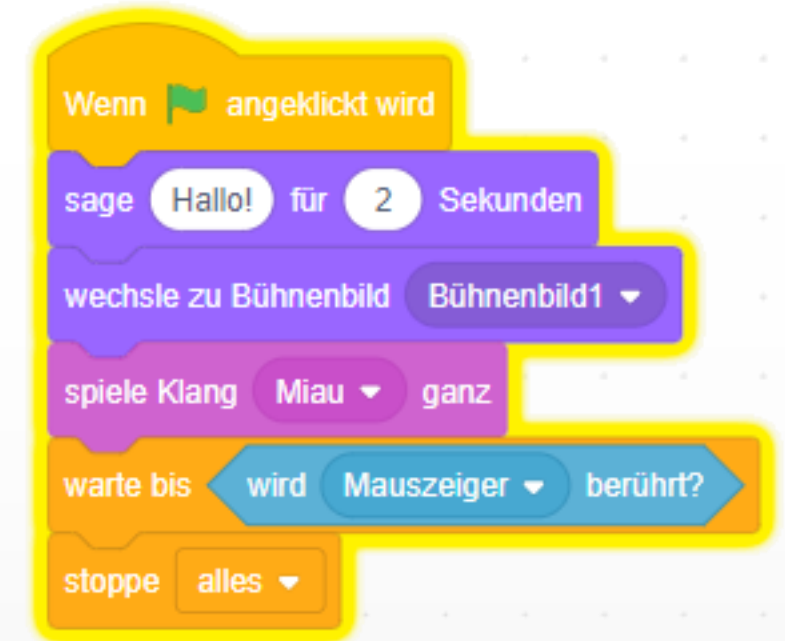 Wenn angeklickt wird
sage Hallo! für 2 Sekunden
wechsle zu Bühnenbild Bühnenbild1
spiele Klang Miau ganz
warte bis wird Mauszeiger berührt?
stoppe alles